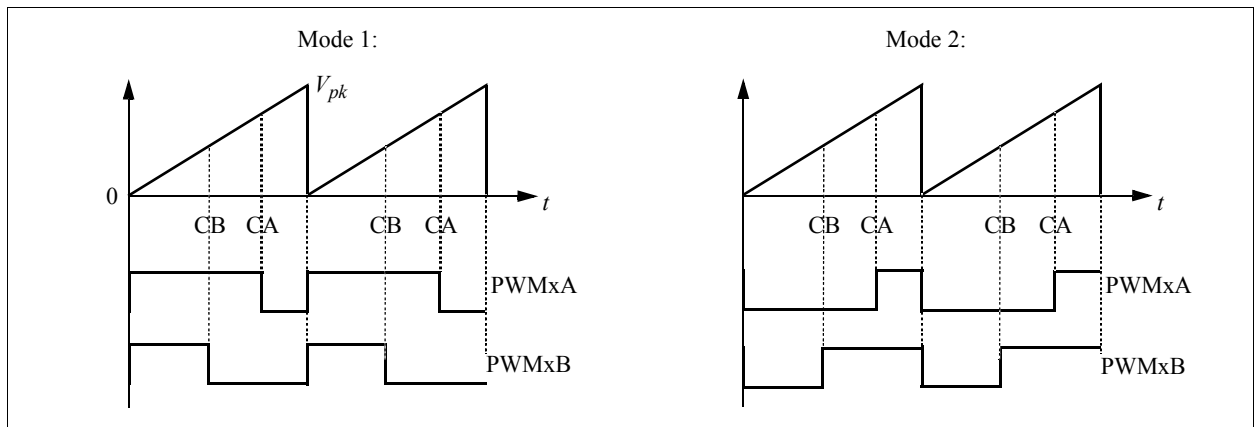 Mode 1:
V_pk
0
t
CB CA CB CA
PWMxA
PWMxB
Mode 2:
t
CB CA CB CA
PWMxA
PWMxB